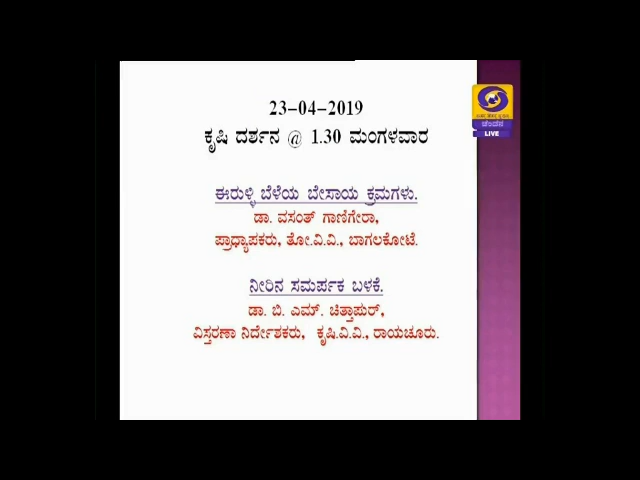 23-04-2019
ಕೃಷಿ ದರ್ಶನ @ 1.30 ಮಂಗಳವಾರ
ಈರುಳ್ಳಿ ಬೆಳೆಯ ಬೇಸಾಯ ಕ್ರಮಗಳು.
ಡಾ. ವಸಂತ್ ಗಾಣಿಗೇರಾ,
ಪ್ರಾಧ್ಯಾಪಕರು, ತೋ.ವಿ.ವಿ., ಬಾಗಲಕೋಟೆ.
ನೀರಿನ ಸಮರ್ಪಕ ಬಳಕೆ.
ಡಾ. ಬಿ. ಎಮ್. ಚಿತ್ತಾಪುರ್,
ವಿಸ್ತರಣಾ ನಿರ್ದೇಶಕರು, ಕೃಷಿ.ವಿ.ವಿ., ರಾಯಚೂರು.
ಚಂದನ
LIVE